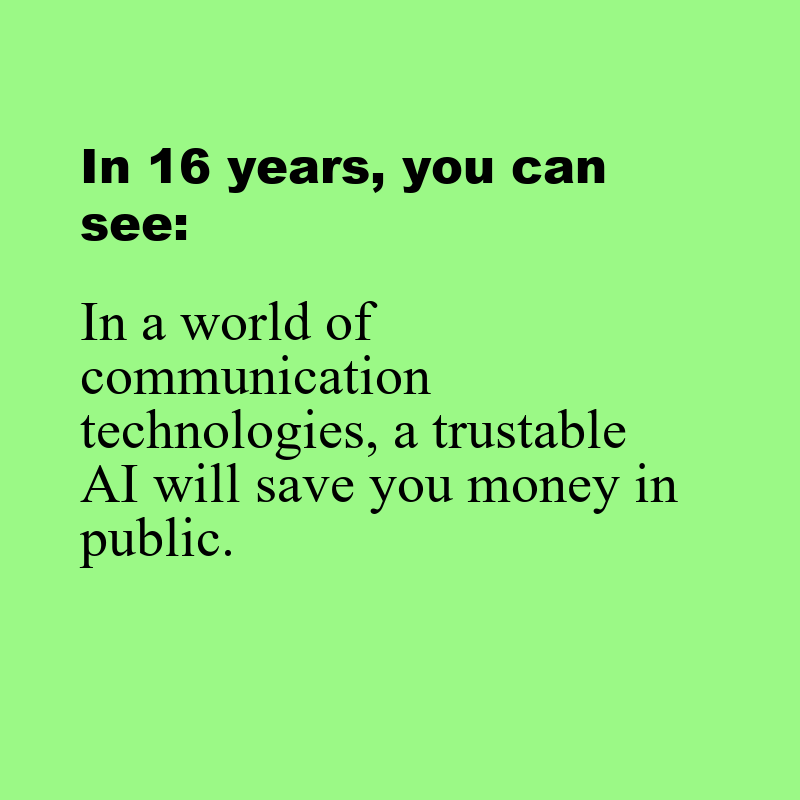 In 16 years, you can
see:
In a world of
communication
technologies, a trustable
AI will save you money in
public.